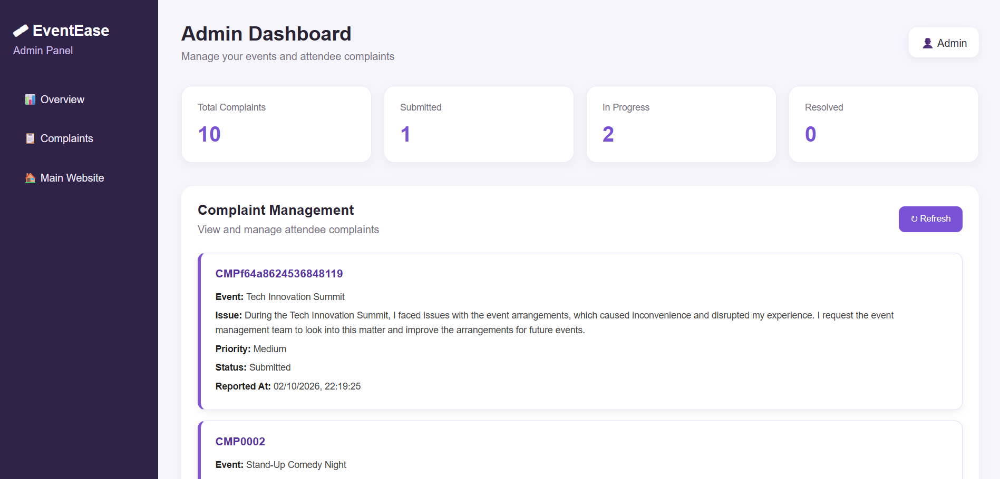 EventEase
Admin Panel
Overview
Complaints
Main Website
Admin Dashboard
Manage your events and attendee complaints
Admin
Total Complaints
10
Submitted
1
In Progress
2
Resolved
0
Complaint Management
View and manage attendee complaints
↻ Refresh
CMPf64a8624536848119
Event: Tech Innovation Summit
Issue: During the Tech Innovation Summit, I faced issues with the event arrangements, which caused inconvenience and disrupted my experience. I request the event
management team to look into this matter and improve the arrangements for future events.
Priority: Medium
Status: Submitted
Reported At: 02/10/2026, 22:19:25
CMP0002
Event: Stand-Up Comedy Night